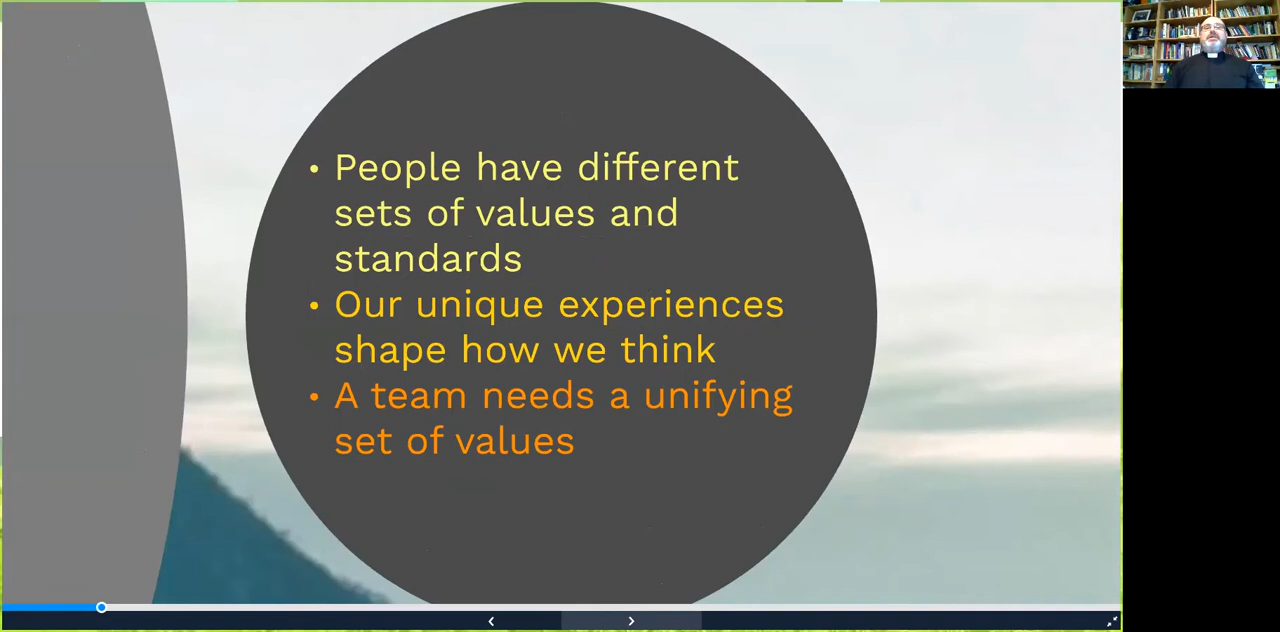 • People have different
sets of values and
standards
• Our unique experiences
shape how we think
• A team needs a unifying
set of values